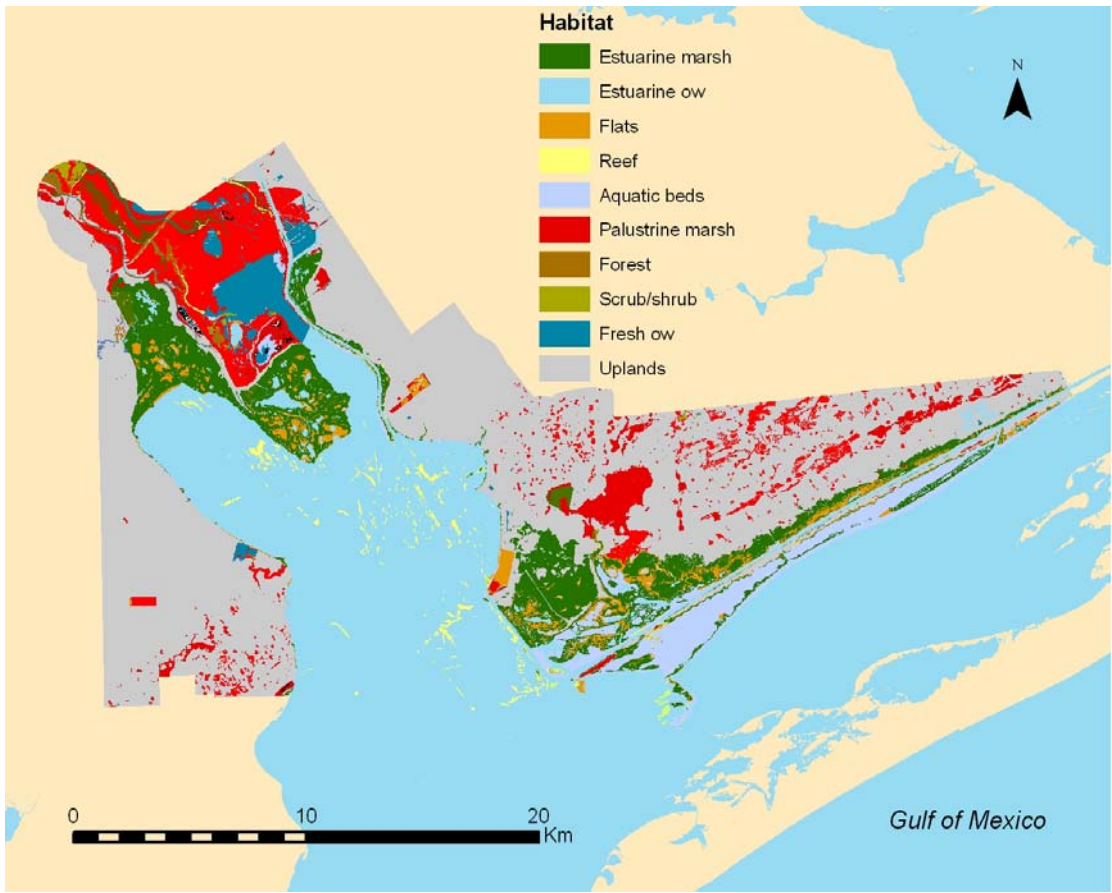 Habitat
Estuarine marsh
Estuarine ow
Flats
Reef
Aquatic beds
Palustrine marsh
Forest
Scrub/shrub
Fresh ow
Uplands
N
0 10 20
Km
Gulf of Mexico